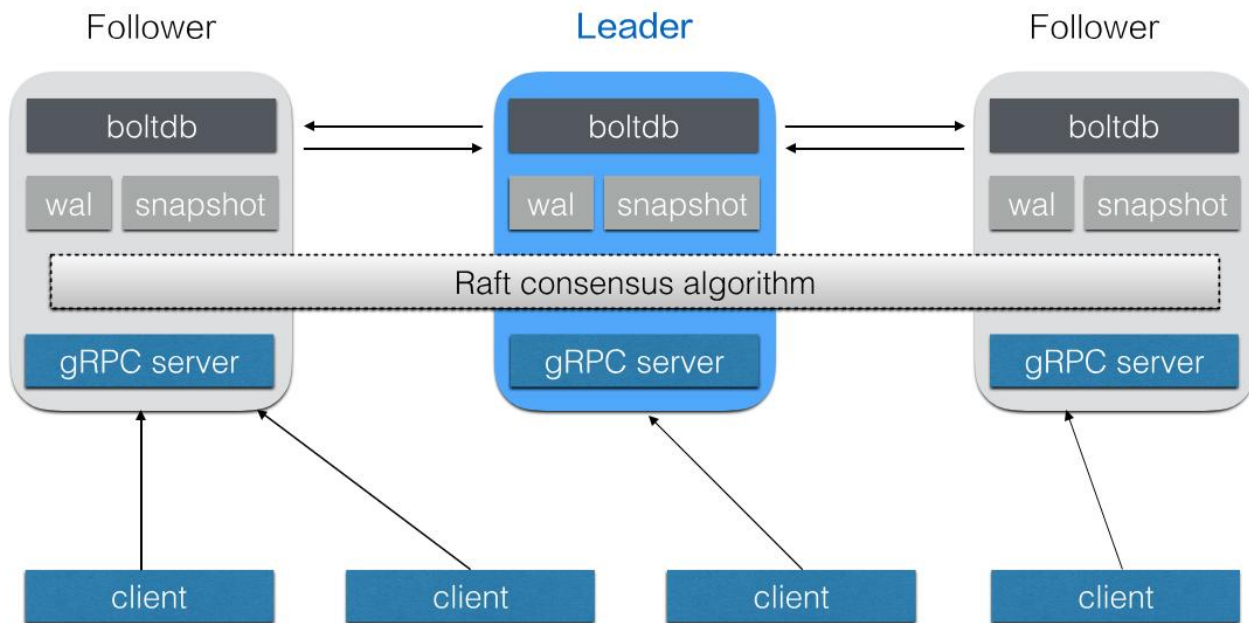 Follower
Leader
Follower
boltdb
boltdb
boltdb
wal
snapshot
wal
snapshot
wal
snapshot
Raft consensus algorithm
gRPC server
gRPC server
gRPC server
client
client
client
client